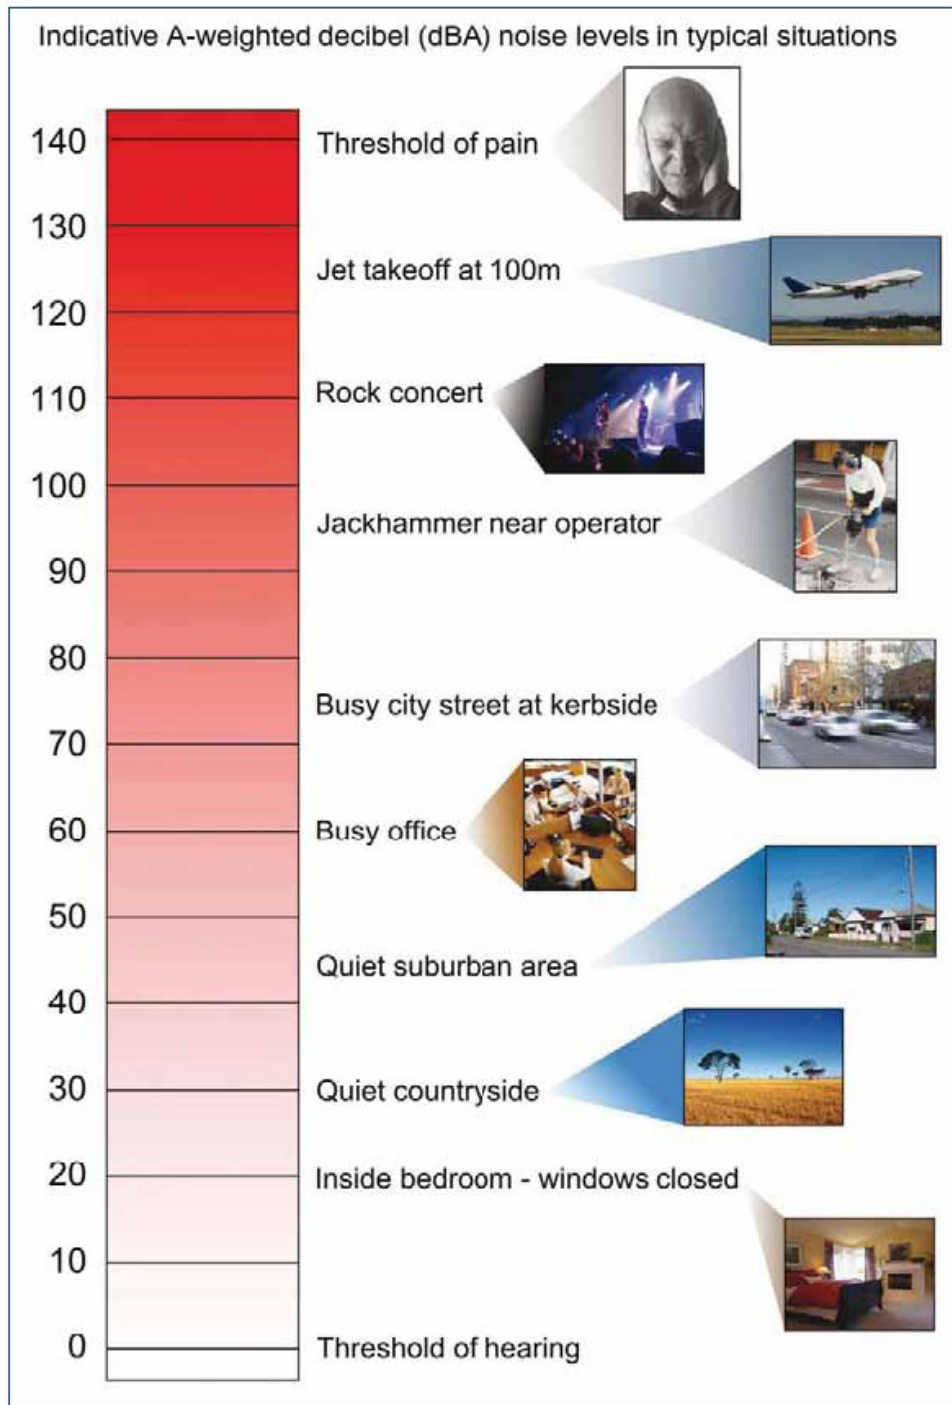 Indicative A-weighted decibel (dBA) noise levels in typical situations
140 Threshold of pain
130
Jet takeoff at 100m
120
110 Rock concert
100
Jackhammer near operator
90
80
Busy city street at kerbside
70
60 Busy office
50
Quiet suburban area
40
30 Quiet countryside
20 Inside bedroom - windows closed
10
0 Threshold of hearing